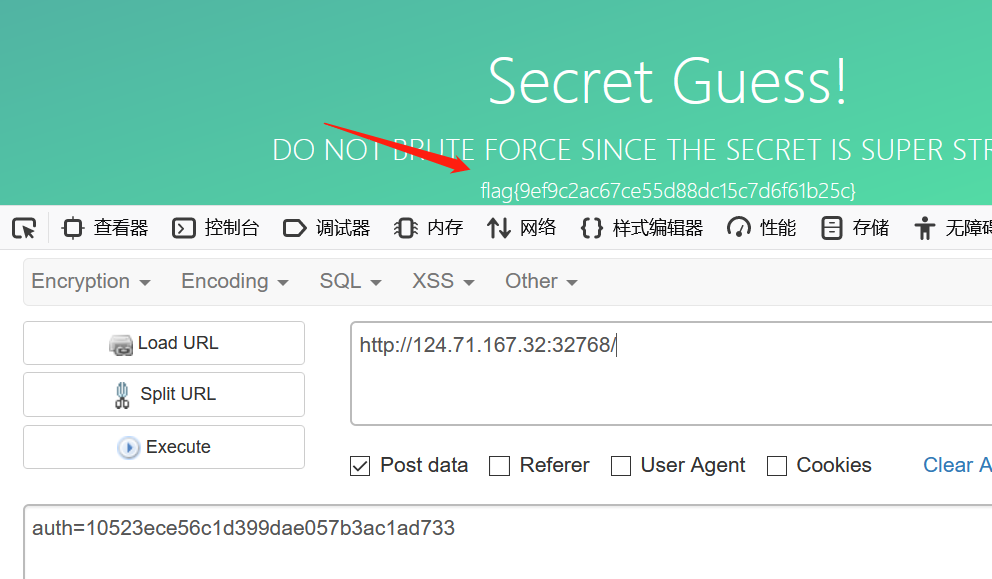 Secret Guess!
DO NOT BRUTE FORCE SINCE THE SECRET IS SUPER STR
flag{9ef9c2ac67ce55d88dc15c7d6f61b25c}
查看器 控制台 调试器 内存 网络 样式编辑器 性能 存储 无障碍
Encryption Encoding SQL XSS Other
Load URL
http://124.71.167.32:32768/
Split URL
Execute
Post data Referer User Agent Cookies Clear A
auth=10523ece56c1d399dae057b3ac1ad733